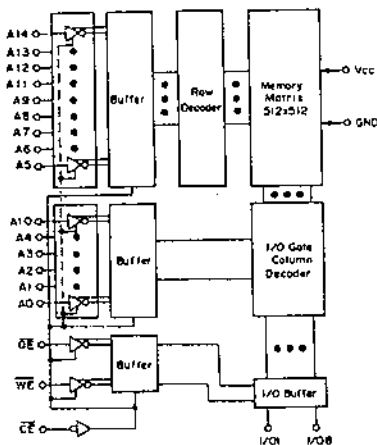 A14
A13
A12
A11
A9
A8
A7
A6
A5
Buffer
Row
Decoder
Memory
Matrix
512x512
Vcc
GND
A10
A4
A3
A2
A1
A0
Buffer
I/O Gate
Column
Decoder
OE
WE
CE
Buffer
I/O Buffer
I/O1
I/O8